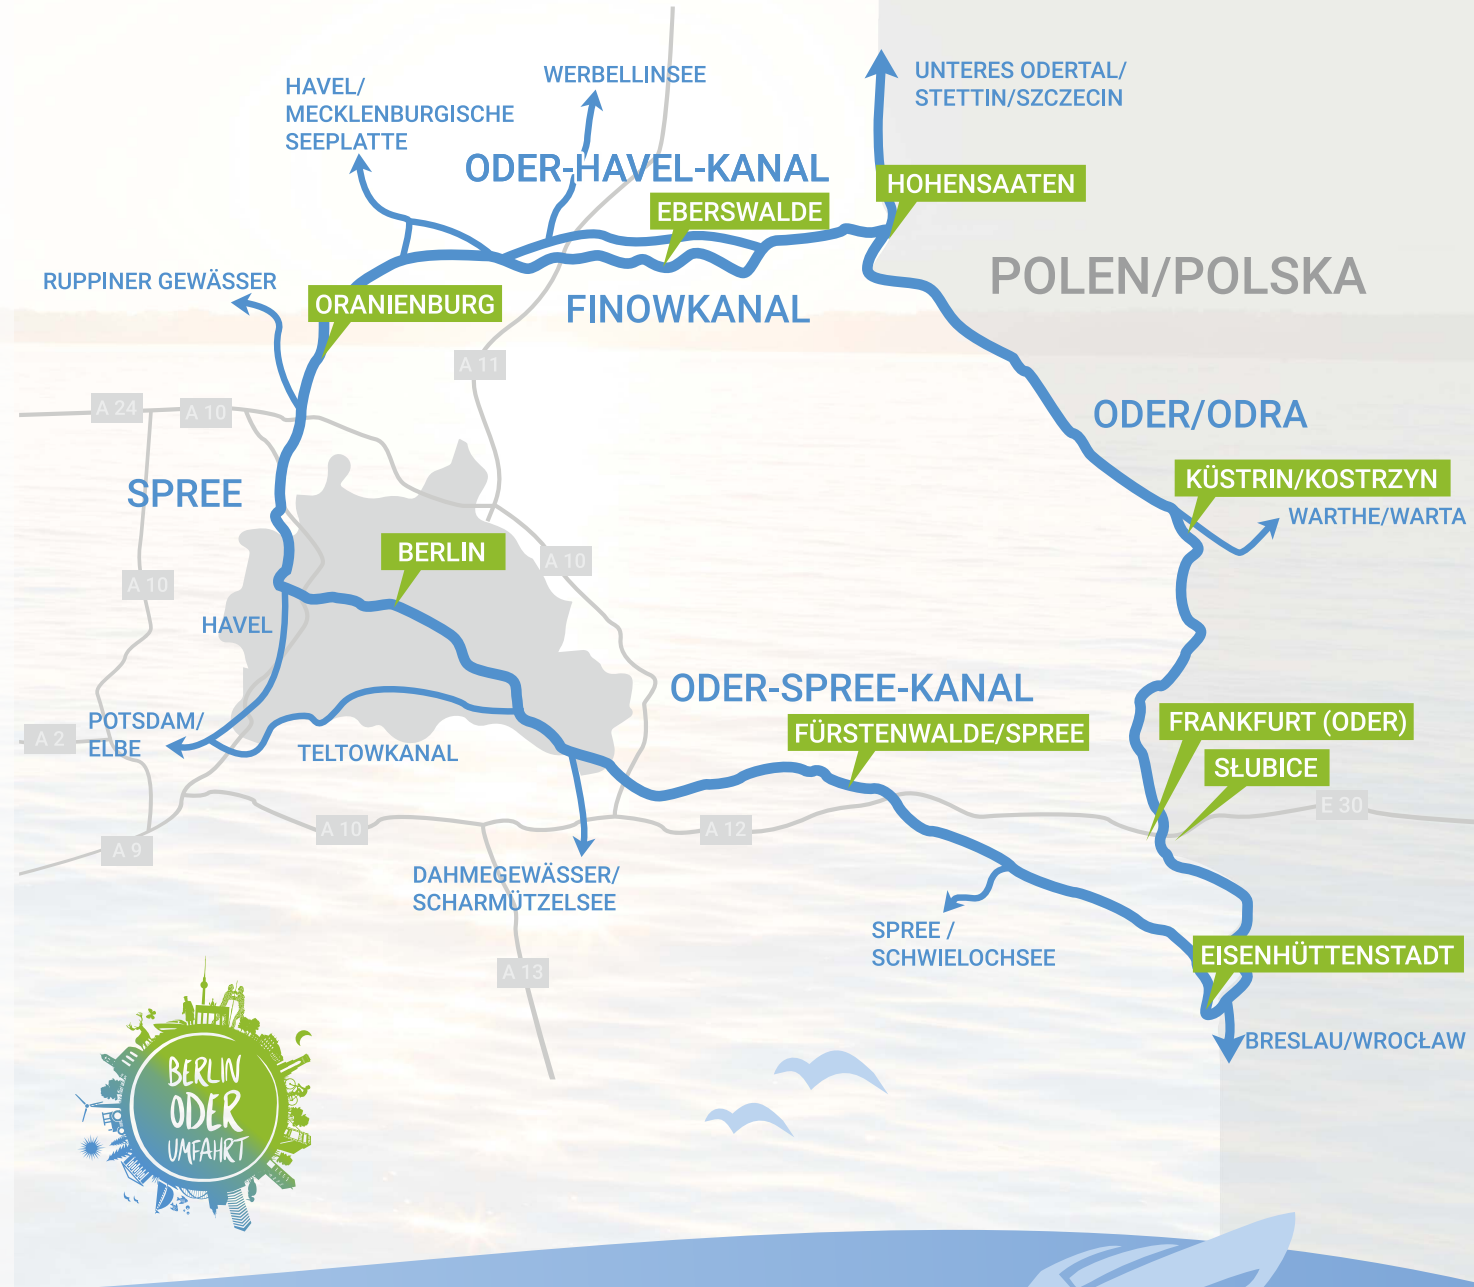 HAVEL/
MECKLENBURGISCHE
SEEPLATTE
WERBELLINSEE
UNTERES ODERTAL/
STETTIN/SZCZECIN
ODER-HAVEL-KANAL
HOHENSAATEN
EBERSWALDE
POLEN/POLSKA
RUPPINER GEWÄSSER
ORANIENBURG
FINOWKANAL
A 11
A 24
A 10
ODER/ODRA
KÜSTRIN/KOSTRZYN
WARTHE/WARTA
SPREE
BERLIN
A 10
A 10
HAVEL
ODER-SPREE-KANAL
FÜRSTENWALDE/SPREE
FRANKFURT (ODER)
SŁUBICE
POTSDAM/
ELBE
A 2
TELTOWKANAL
E 30
A 10
A 12
A 9
DAHMEGEWÄSSER/
SCHARMÜTZELSEE
SPREE /
SCHWIELOCHSEE
EISENHÜTTENSTADT
A 13
BRESLAU/WROCŁAW
BERLIN
ODER
UMFAHRT